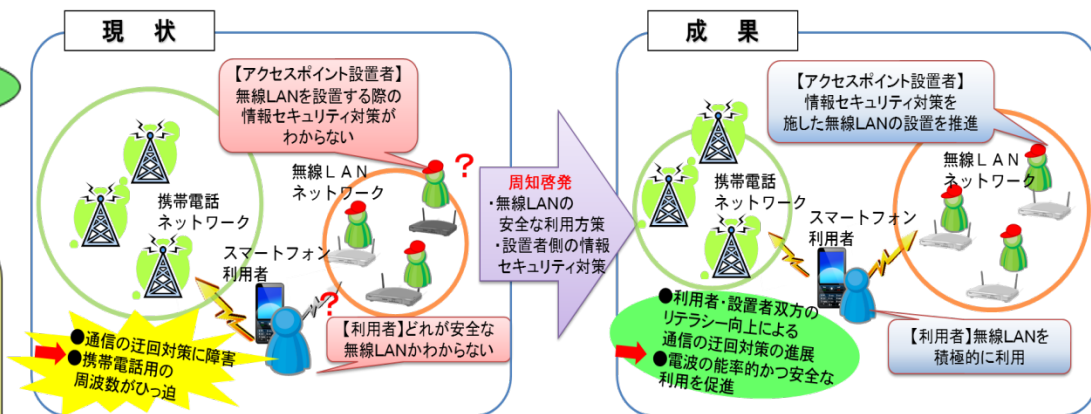 現 状
【アクセスポイント設置者】
無線LANを設置する際の
情報セキュリティ対策が
わからない
?
無線ＬＡＮ
ネットワーク
携帯電話
ネットワーク
スマートフォン
利用者
?
【利用者】どれが安全な
無線LANかわからない
●通信の迂回対策に障害
●携帯電話用の
周波数がひっ迫
周知啓発
・無線LANの
安全な利用方策
・設置者側の情報
セキュリティ対策
成 果
【アクセスポイント設置者】
情報セキュリティ対策を
施した無線LANの設置を推進
無線ＬＡＮ
ネットワーク
携帯電話
ネットワーク
スマートフォン
利用者
【利用者】無線LANを
積極的に利用
●利用者・設置者双方の
リテラシー向上による
通信の迂回対策の進展
●電波の能率的かつ安全な
利用を促進